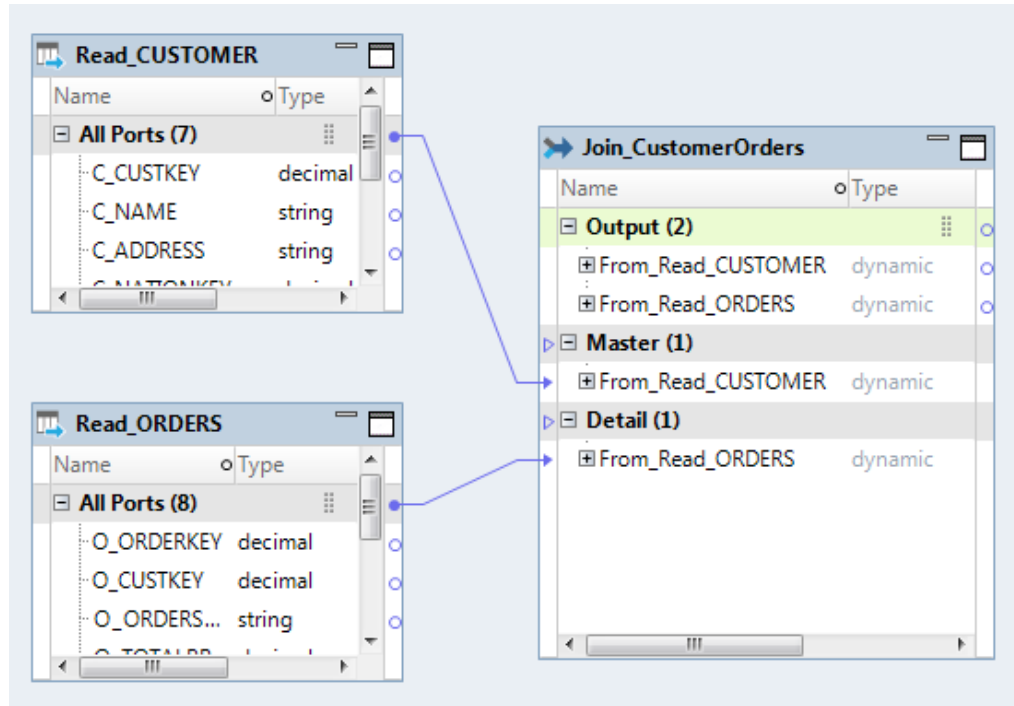 Read_CUSTOMER
Name Type
All Ports (7)
C_CUSTKEY decimal
C_NAME string
C_ADDRESS string
Read_ORDERS
Name Type
All Ports (8)
O_ORDERKEY decimal
O_CUSTKEY decimal
O_ORDERS... string
Join_CustomerOrders
Name Type
Output (2)
From_Read_CUSTOMER dynamic
From_Read_ORDERS dynamic
Master (1)
From_Read_CUSTOMER dynamic
Detail (1)
From_Read_ORDERS dynamic